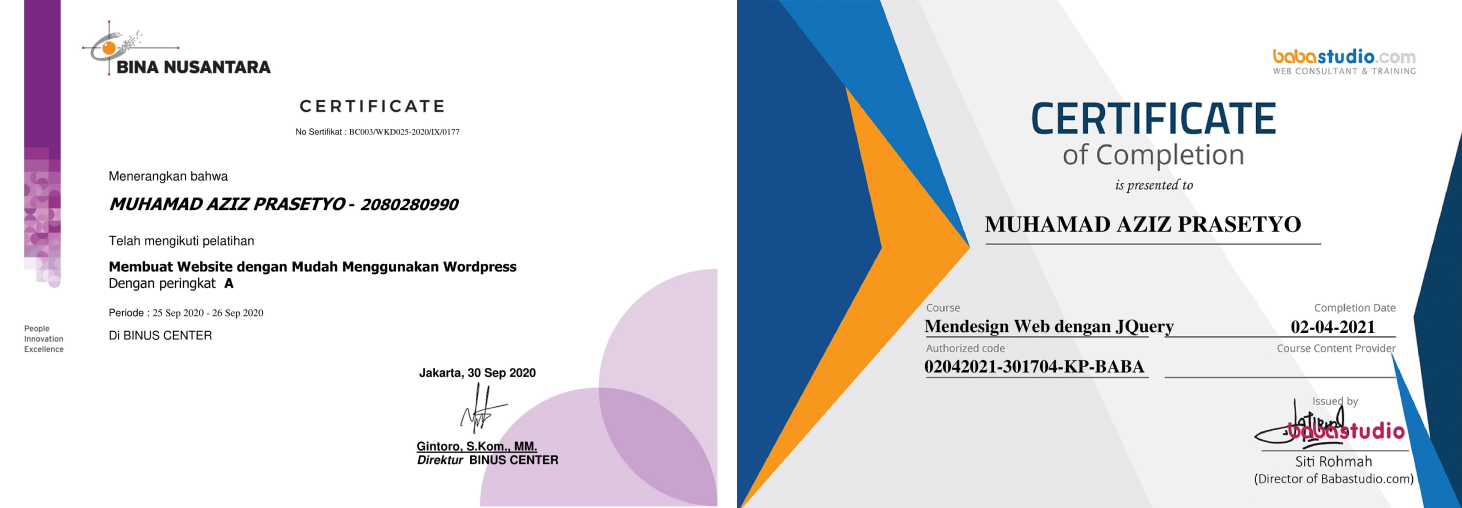 BINA NUSANTARA
CERTIFICATE
No Sertifikat : BC003/WKD025-2020/IX/0177
Menerangkan bahwa
MUHAMAD AZIZ PRASETYO - 2080280990
Telah mengikuti pelatihan
Membuat Website dengan Mudah Menggunakan Wordpress
Dengan peringkat A
Periode : 25 Sep 2020 - 26 Sep 2020
Di BINUS CENTER
People
Innovation
Excellence
Jakarta, 30 Sep 2020
Gintoro, S.Kom., MM.
Direktur BINUS CENTER
babastudio.com
WEB CONSULTANT & TRAINING
CERTIFICATE
of Completion
is presented to
MUHAMAD AZIZ PRASETYO
Course
Mendesign Web dengan JQuery
Completion Date
02-04-2021
Authorized code
02042021-301704-KP-BABA
Course Content Provider
Issued by
babastudio
Siti Rohmah
(Director of Babastudio.com)